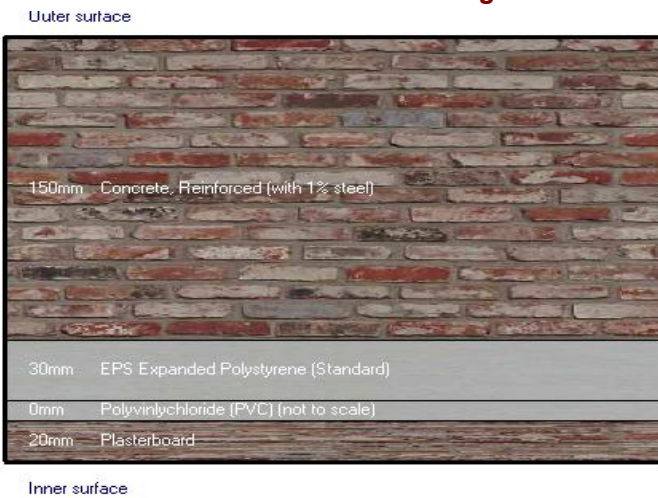 Outer surface
150mm Concrete, Reinforced (with 1% steel)
30mm EPS Expanded Polystyrene (Standard)
0mm Polyvinlychloride (PVC) (not to scale)
20mm Plasterboard
Inner surface